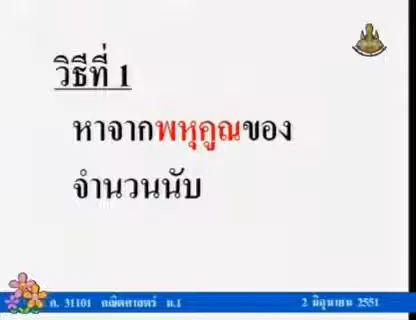 วิธีที่ 1
หาจากพหุคูณของ
จำนวนนับ
ค. 31101 คณิตศาสตร์ ม.1
2 มิถุนายน 2551